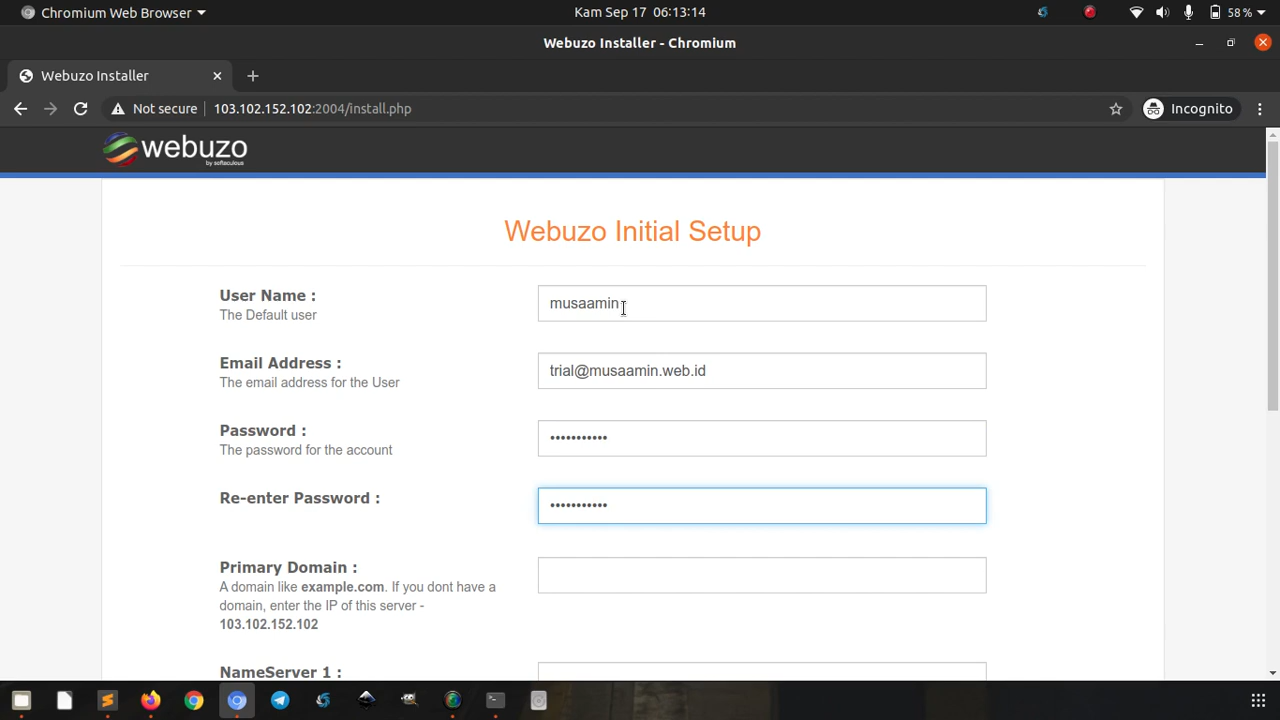 Chromium Web Browser
Kam Sep 17 06:13:14
58 %
Webuzo Installer - Chromium
Webuzo Installer
Not secure
103.102.152.102:2004/install.php
Incognito
webuzo
by softaculous
Webuzo Initial Setup
User Name :
The Default user
musaamin
Email Address :
The email address for the User
trial@musaamin.web.id
Password :
The password for the account
•••••••••••
Re-enter Password :
•••••••••••
Primary Domain :
A domain like example.com. If you dont have a
domain, enter the IP of this server -
103.102.152.102
NameServer 1 :